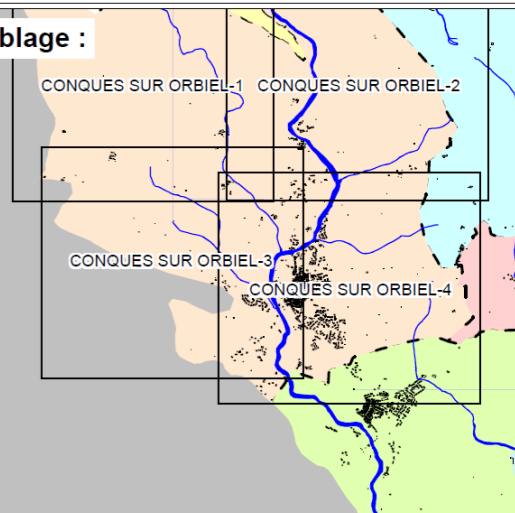 blage :
CONQUES SUR ORBIEL-1
CONQUES SUR ORBIEL-2
CONQUES SUR ORBIEL-3
CONQUES SUR ORBIEL-4